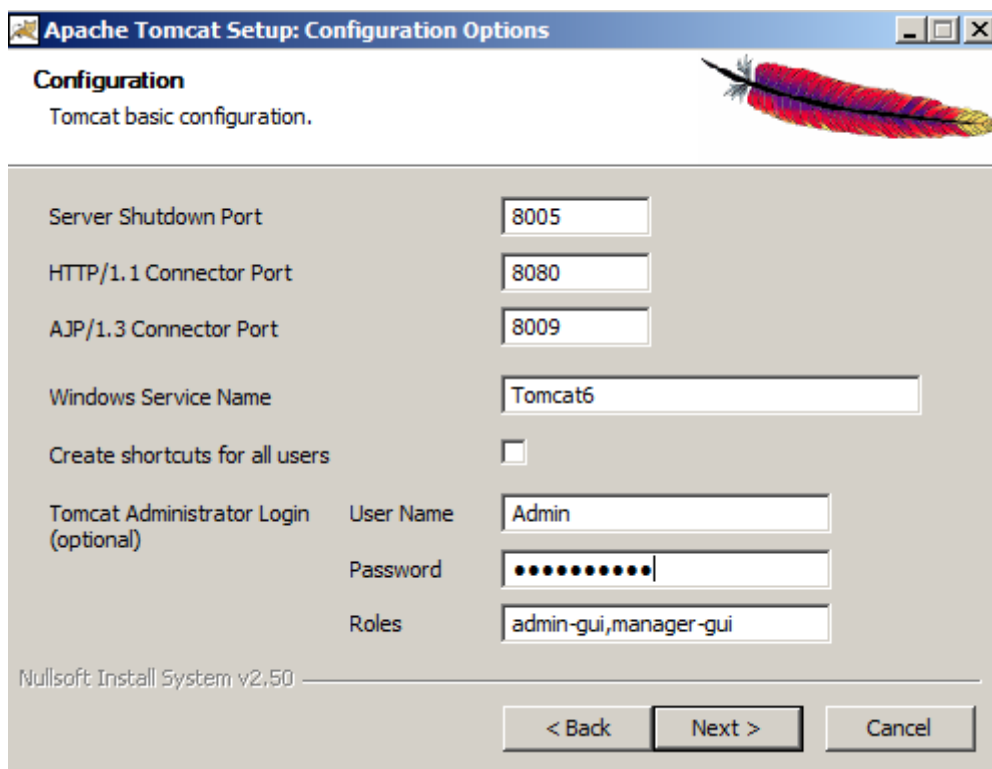 Apache Tomcat Setup: Configuration Options
Configuration
Tomcat basic configuration.
Server Shutdown Port 8005
HTTP/1.1 Connector Port 8080
AJP/1.3 Connector Port 8009
Windows Service Name Tomcat6
Create shortcuts for all users
Tomcat Administrator Login User Name Admin
(optional)
Password ●●●●●●●●●●
Roles admin-gui,manager-gui
Nullsoft Install System v2.50
< Back Next > Cancel